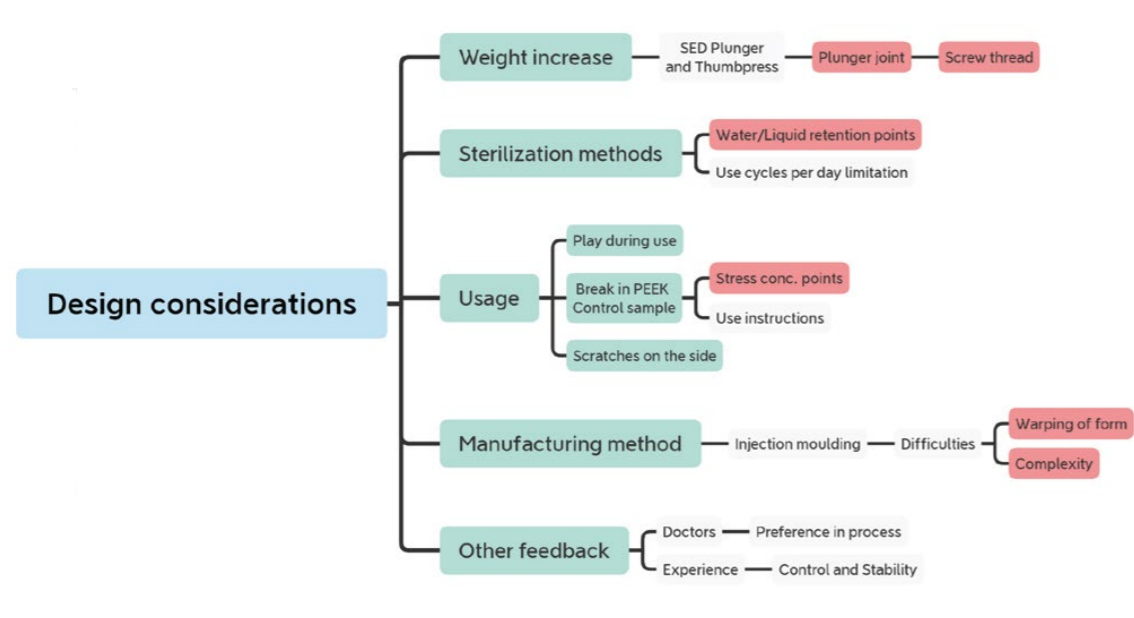 Weight increase
SED Plunger
and Thumbpress
Plunger joint
Screw thread
Sterilization methods
Water/Liquid retention points
Use cycles per day limitation
Design considerations
Usage
Play during use
Break in PEEK
Control sample
Stress conc. points
Use instructions
Scratches on the side
Manufacturing method
Injection moulding
Difficulties
Warping of form
Complexity
Other feedback
Doctors
Preference in process
Experience
Control and Stability